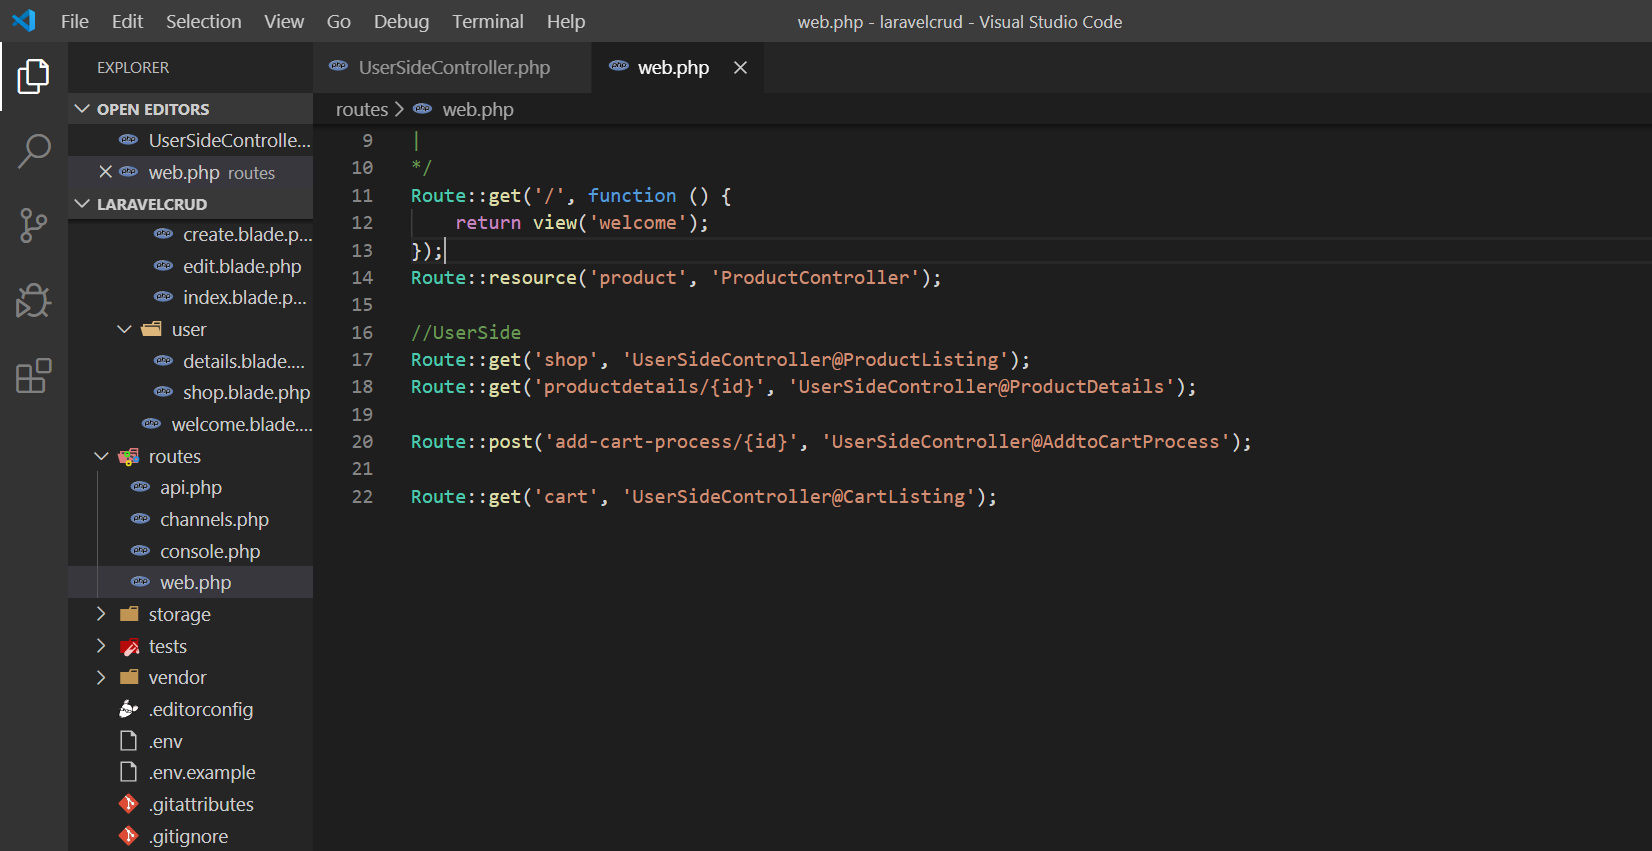 File Edit Selection View Go Debug Terminal Help
web.php - laravelcrud - Visual Studio Code
EXPLORER
OPEN EDITORS
UserSideControlle...
web.php routes
LARAVELCRUD
create.blade.p...
edit.blade.php
index.blade.p...
user
details.blade....
shop.blade.php
welcome.blade....
routes
api.php
channels.php
console.php
web.php
storage
tests
vendor
.editorconfig
.env
.env.example
.gitattributes
.gitignore
UserSideController.php
web.php
routes > web.php
9 |
10 */
11 Route::get('/', function () {
12     return view('welcome');
13 });
14 Route::resource('product', 'ProductController');
15
16 //UserSide
17 Route::get('shop', 'UserSideController@ProductListing');
18 Route::get('productdetails/{id}', 'UserSideController@ProductDetails');
19
20 Route::post('add-cart-process/{id}', 'UserSideController@AddtoCartProcess');
21
22 Route::get('cart', 'UserSideController@CartListing');